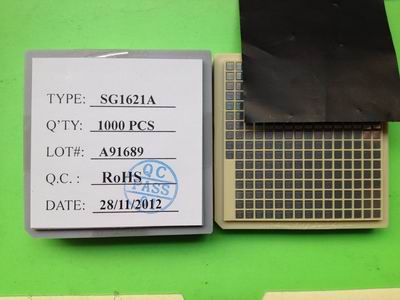 TYPE: SG1621A
Q'TY: 1000 PCS
LOT#: A91689
Q.C. : RoHS
DATE: 28/11/2012
QC
PASS